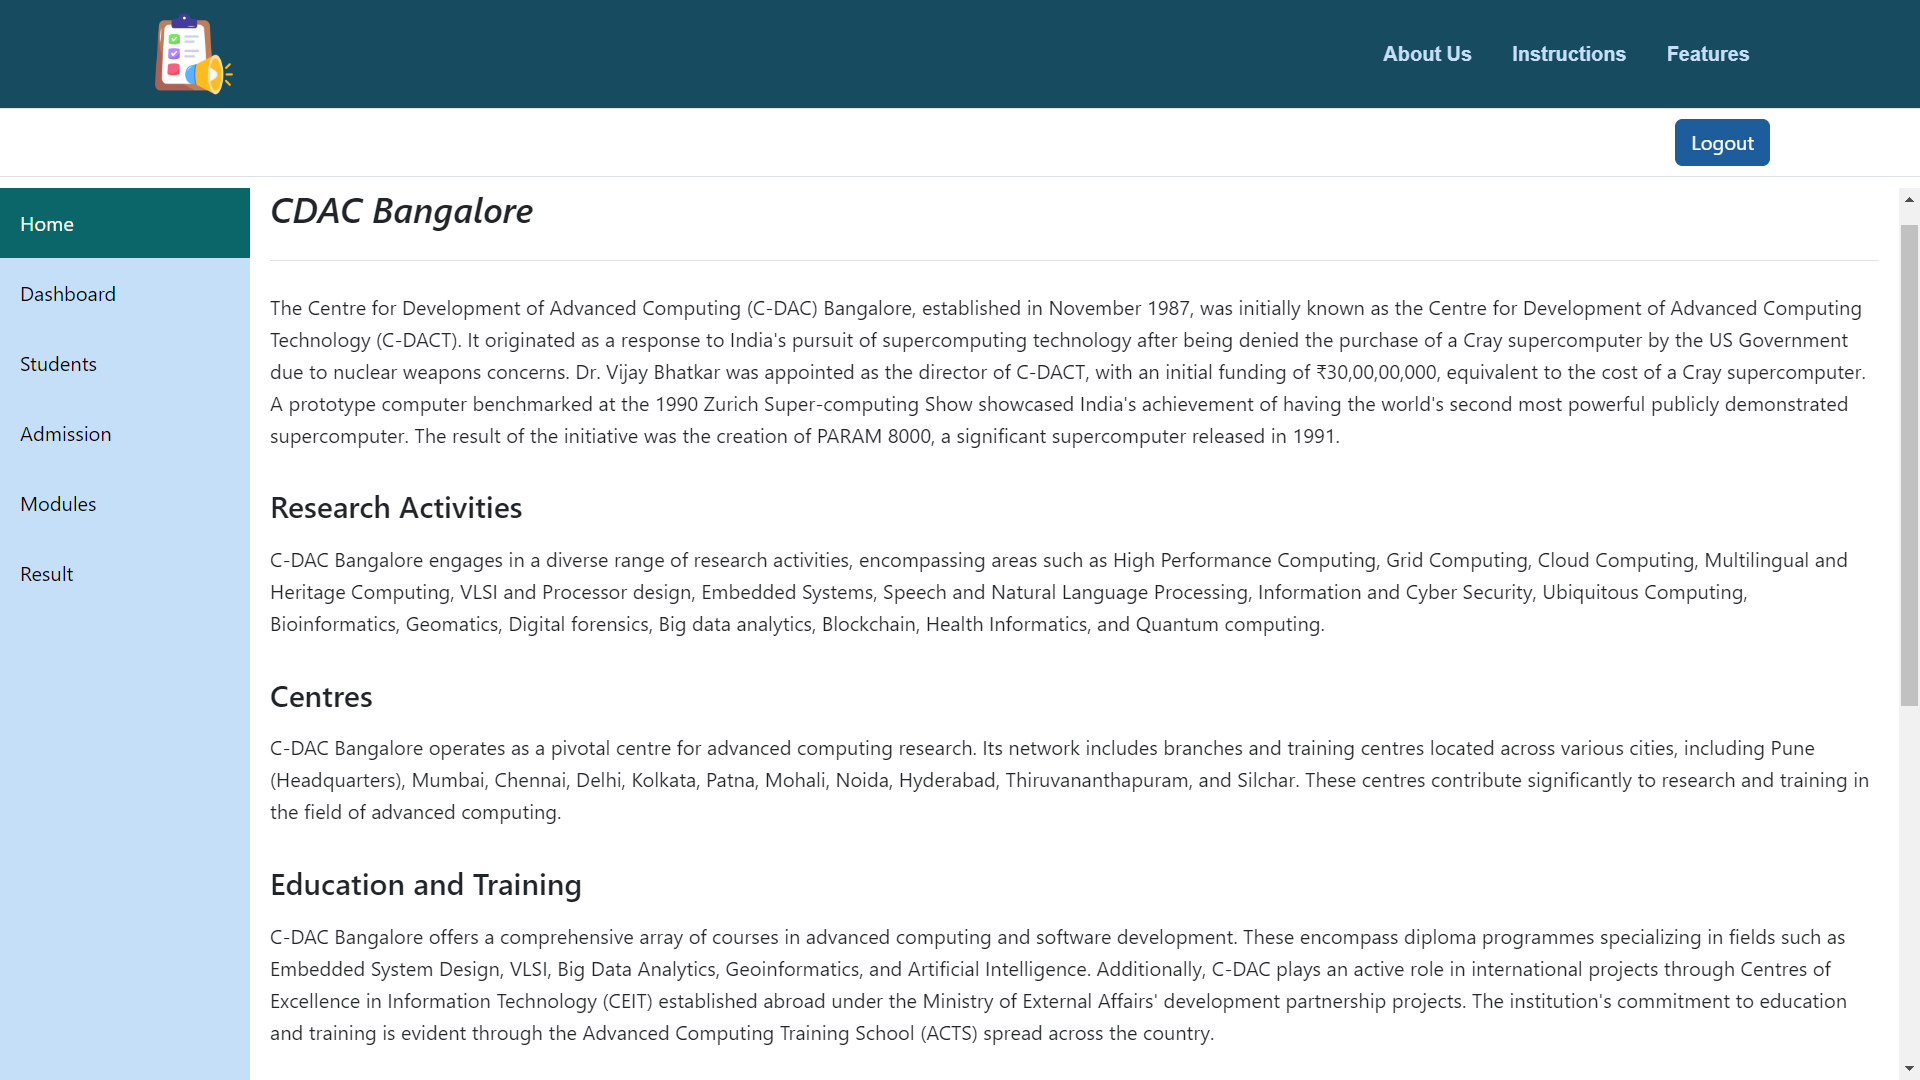 About Us Instructions Features
Logout
Home
Dashboard
Students
Admission
Modules
Result
CDAC Bangalore
The Centre for Development of Advanced Computing (C-DAC) Bangalore, established in November 1987, was initially known as the Centre for Development of Advanced Computing
Technology (C-DACT). It originated as a response to India's pursuit of supercomputing technology after being denied the purchase of a Cray supercomputer by the US Government
due to nuclear weapons concerns. Dr. Vijay Bhatkar was appointed as the director of C-DACT, with an initial funding of ₹30,00,00,000, equivalent to the cost of a Cray supercomputer.
A prototype computer benchmarked at the 1990 Zurich Super-computing Show showcased India's achievement of having the world's second most powerful publicly demonstrated
supercomputer. The result of the initiative was the creation of PARAM 8000, a significant supercomputer released in 1991.
Research Activities
C-DAC Bangalore engages in a diverse range of research activities, encompassing areas such as High Performance Computing, Grid Computing, Cloud Computing, Multilingual and
Heritage Computing, VLSI and Processor design, Embedded Systems, Speech and Natural Language Processing, Information and Cyber Security, Ubiquitous Computing,
Bioinformatics, Geomatics, Digital forensics, Big data analytics, Blockchain, Health Informatics, and Quantum computing.
Centres
C-DAC Bangalore operates as a pivotal centre for advanced computing research. Its network includes branches and training centres located across various cities, including Pune
(Headquarters), Mumbai, Chennai, Delhi, Kolkata, Patna, Mohali, Noida, Hyderabad, Thiruvananthapuram, and Silchar. These centres contribute significantly to research and training in
the field of advanced computing.
Education and Training
C-DAC Bangalore offers a comprehensive array of courses in advanced computing and software development. These encompass diploma programmes specializing in fields such as
Embedded System Design, VLSI, Big Data Analytics, Geoinformatics, and Artificial Intelligence. Additionally, C-DAC plays an active role in international projects through Centres of
Excellence in Information Technology (CEIT) established abroad under the Ministry of External Affairs' development partnership projects. The institution's commitment to education
and training is evident through the Advanced Computing Training School (ACTS) spread across the country.